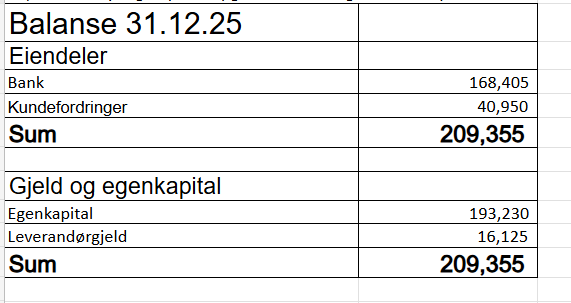 Balanse 31.12.25
Eiendeler
Bank 168,405
Kundefordringer 40,950
Sum 209,355
Gjeld og egenkapital
Egenkapital 193,230
Leverandørgjeld 16,125
Sum 209,355